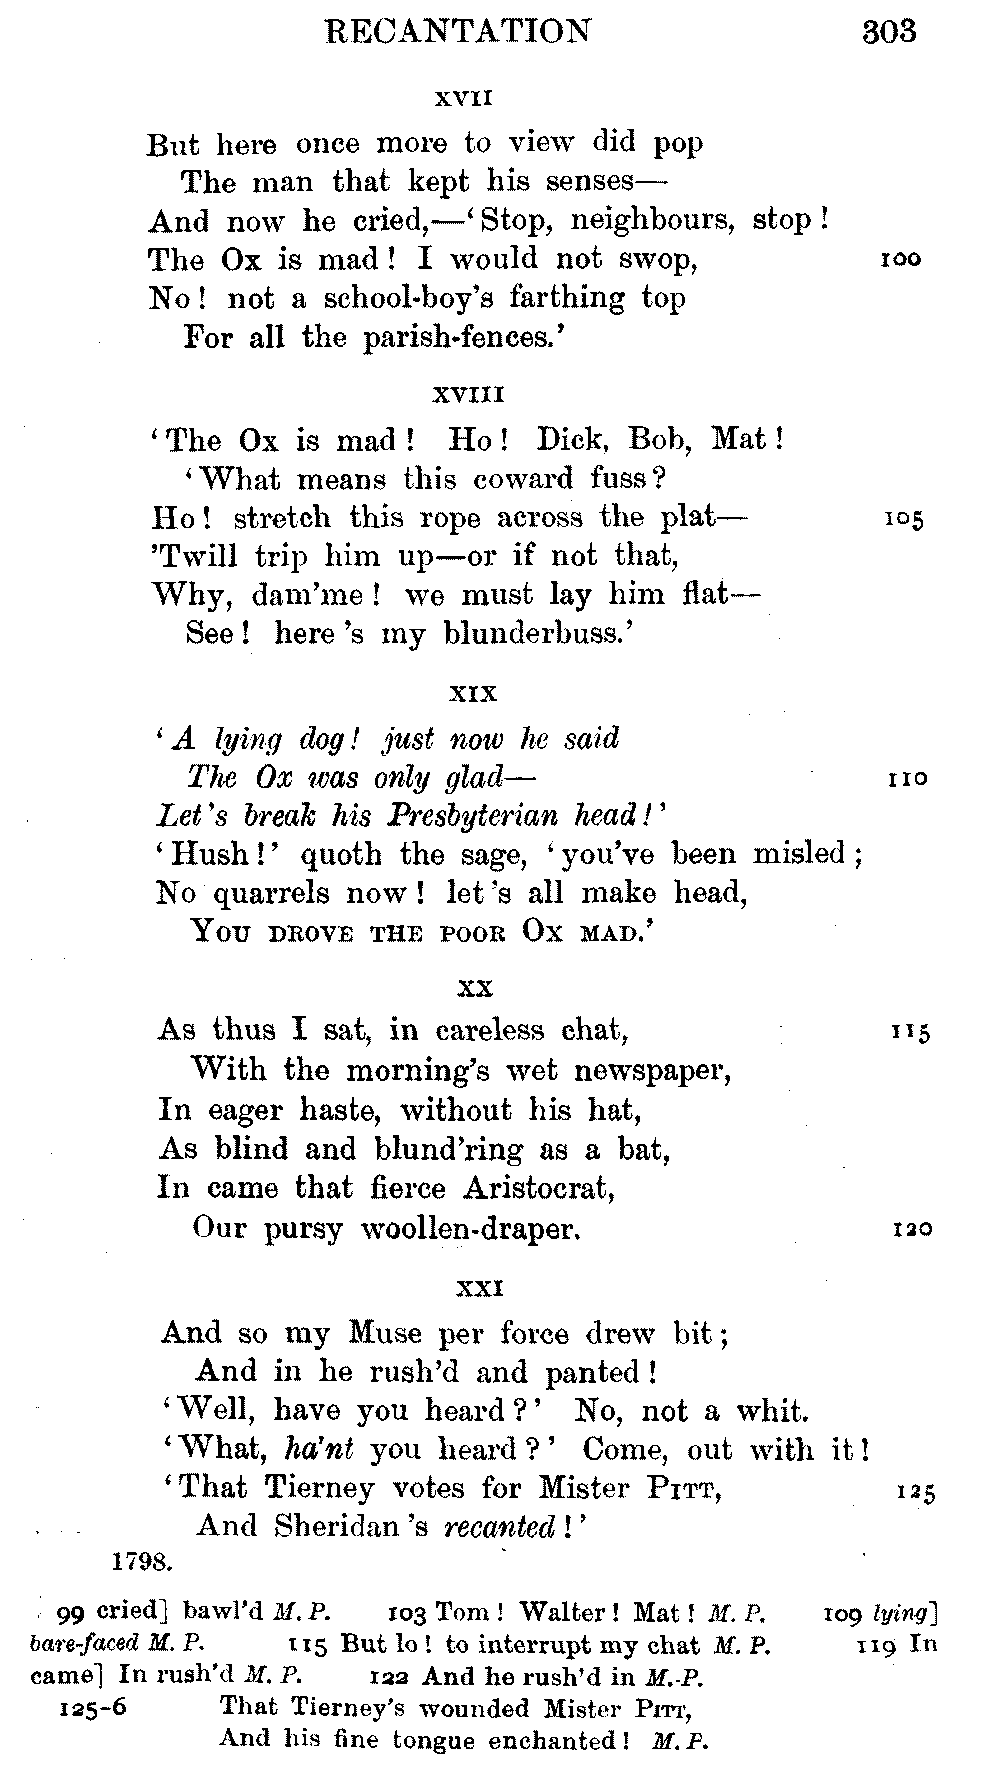 RECANTATION 303
XVII
But here once more to view did pop
The man that kept his senses—
And now he cried,—‘Stop, neighbours, stop!
The Ox is mad! I would not swop, 100
No! not a school-boy’s farthing top
For all the parish-fences.’
XVIII
‘The Ox is mad! Ho! Dick, Bob, Mat!
‘What means this coward fuss?
Ho! stretch this rope across the plat— 105
’Twill trip him up—or if not that,
Why, dam’me! we must lay him flat—
See! here’s my blunderbuss.’
XIX
‘A lying dog! just now he said
The Ox was only glad— 110
Let’s break his Presbyterian head!’
‘Hush!’ quoth the sage, ‘you’ve been misled;
No quarrels now! let’s all make head,
YOU DROVE THE POOR OX MAD.’
XX
As thus I sat, in careless chat, 115
With the morning’s wet newspaper,
In eager haste, without his hat,
As blind and blund’ring as a bat,
In came that fierce Aristocrat,
Our pursy woollen-draper. 120
XXI
And so my Muse per force drew bit;
And in he rush’d and panted!
‘Well, have you heard?’ No, not a whit.
‘What, ha’nt you heard?’ Come, out with it!
‘That Tierney votes for Mister PITT, 125
And Sheridan’s recanted!’
1798.
99 cried] bawl’d M. P. 103 Tom! Walter! Mat! M. P. 109 lying]
bare-faced M. P. 115 But lo! to interrupt my chat M. P. 119 In
came] In rush’d M. P. 122 And he rush’d in M.-P.
125-6 That Tierney’s wounded Mister PITT,
And his fine tongue enchanted! M. P.